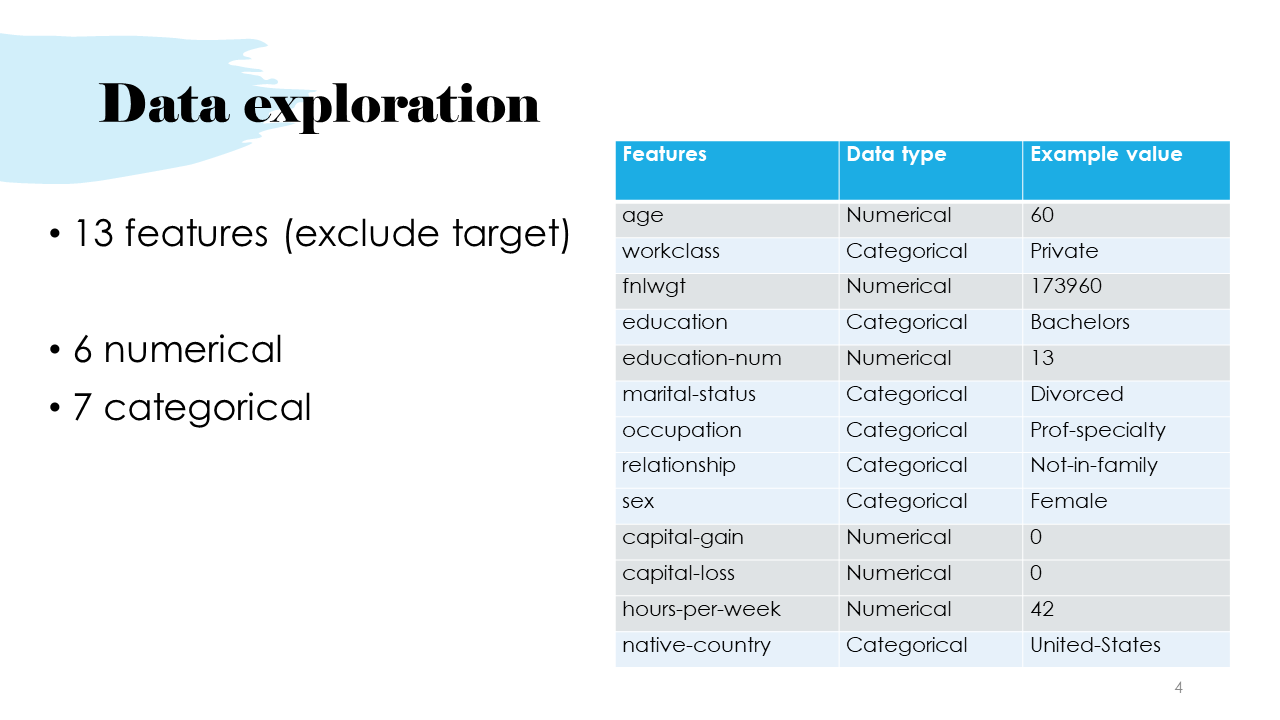 Data exploration
• 13 features (exclude target)
• 6 numerical
• 7 categorical
Features Data type Example value
age Numerical 60
workclass Categorical Private
fnlwgt Numerical 173960
education Categorical Bachelors
education-num Numerical 13
marital-status Categorical Divorced
occupation Categorical Prof-specialty
relationship Categorical Not-in-family
sex Categorical Female
capital-gain Numerical 0
capital-loss Numerical 0
hours-per-week Numerical 42
native-country Categorical United-States
4